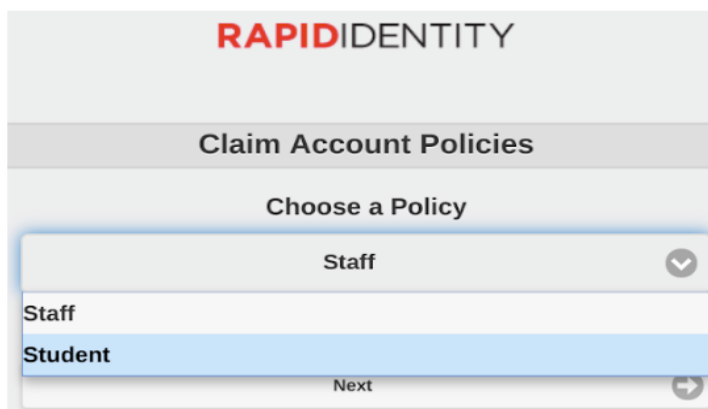 RAPIDIDENTITY
Claim Account Policies
Choose a Policy
Staff
Staff
Student
Next